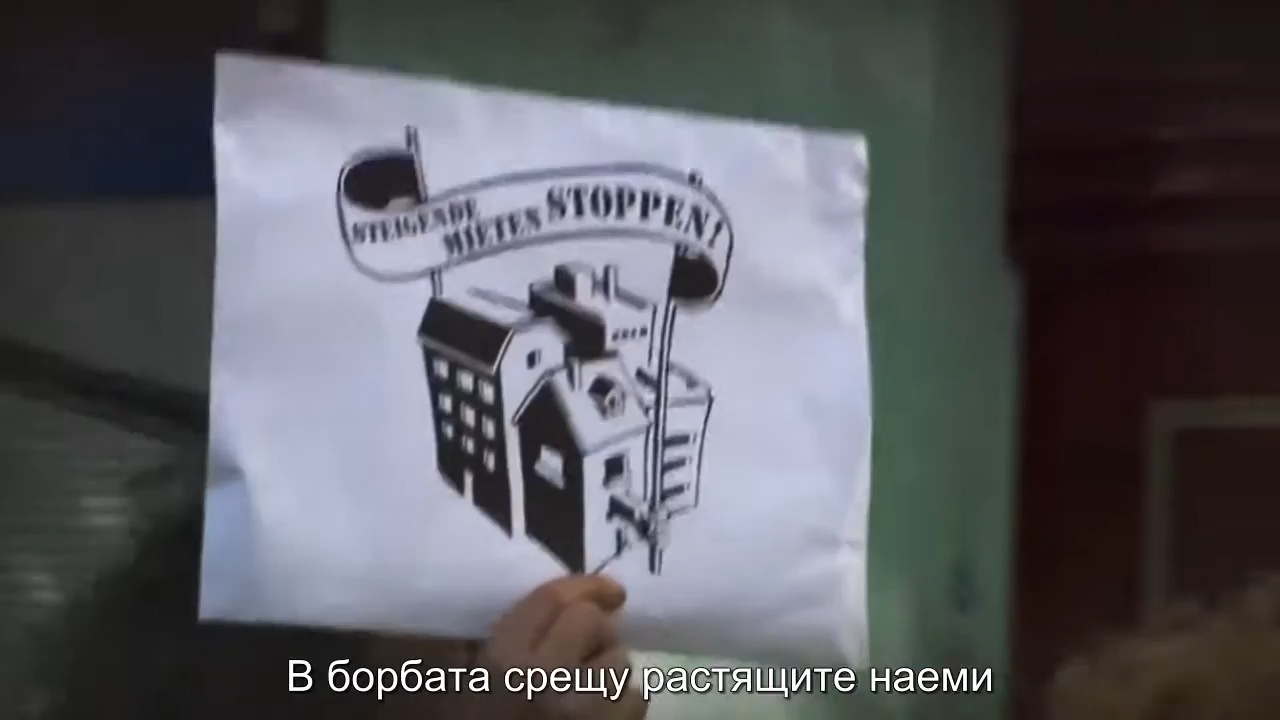 STEIGENDE MIETEN STOPPEN!
В борбата срещу растящите наеми